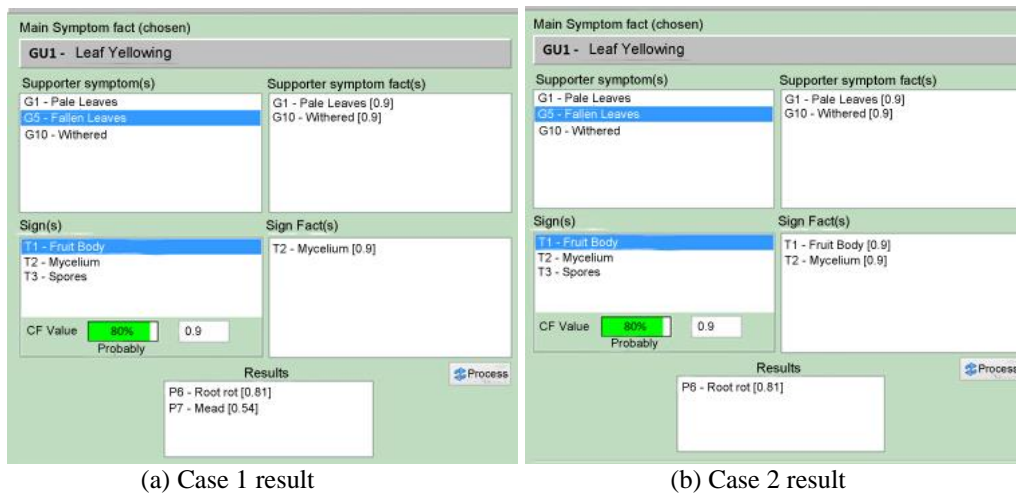 Main Symptom fact (chosen)
GU1 - Leaf Yellowing
Supporter symptom(s)
G1 - Pale Leaves
G5 - Fallen Leaves
G10 - Withered
Supporter symptom fact(s)
G1 - Pale Leaves [0.9]
G10 - Withered [0.9]
Sign(s)
T1 - Fruit Body
T2 - Mycelium
T3 - Spores
CF Value 80% 0.9
Probably
Sign Fact(s)
T2 - Mycelium [0.9]
Results
P6 - Root rot [0.81]
P7 - Mead [0.54]
Process
(a) Case 1 result
Main Symptom fact (chosen)
GU1 - Leaf Yellowing
Supporter symptom(s)
G1 - Pale Leaves
G5 - Fallen Leaves
G10 - Withered
Supporter symptom fact(s)
G1 - Pale Leaves [0.9]
G10 - Withered [0.9]
Sign(s)
T1 - Fruit Body
T2 - Mycelium
T3 - Spores
CF Value 80% 0.9
Probably
Sign Fact(s)
T1 - Fruit Body [0.9]
T2 - Mycelium [0.9]
Results
P6 - Root rot [0.81]
Process
(b) Case 2 result